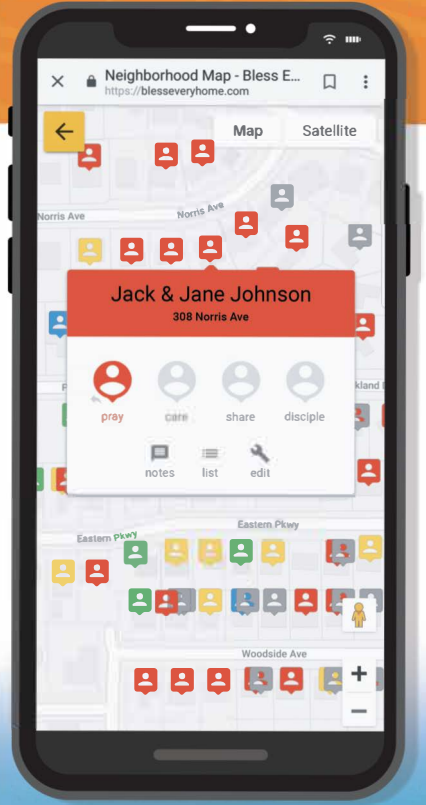 Neighborhood Map - Bless E...
https://blesseveryhome.com
Map Satellite
Norris Ave Norris Ave
Jack & Jane Johnson
308 Norris Ave
kland
pray care share disciple
notes list edit
Eastern Pkwy
Eastern Pkwy
Woodside Ave
+
−